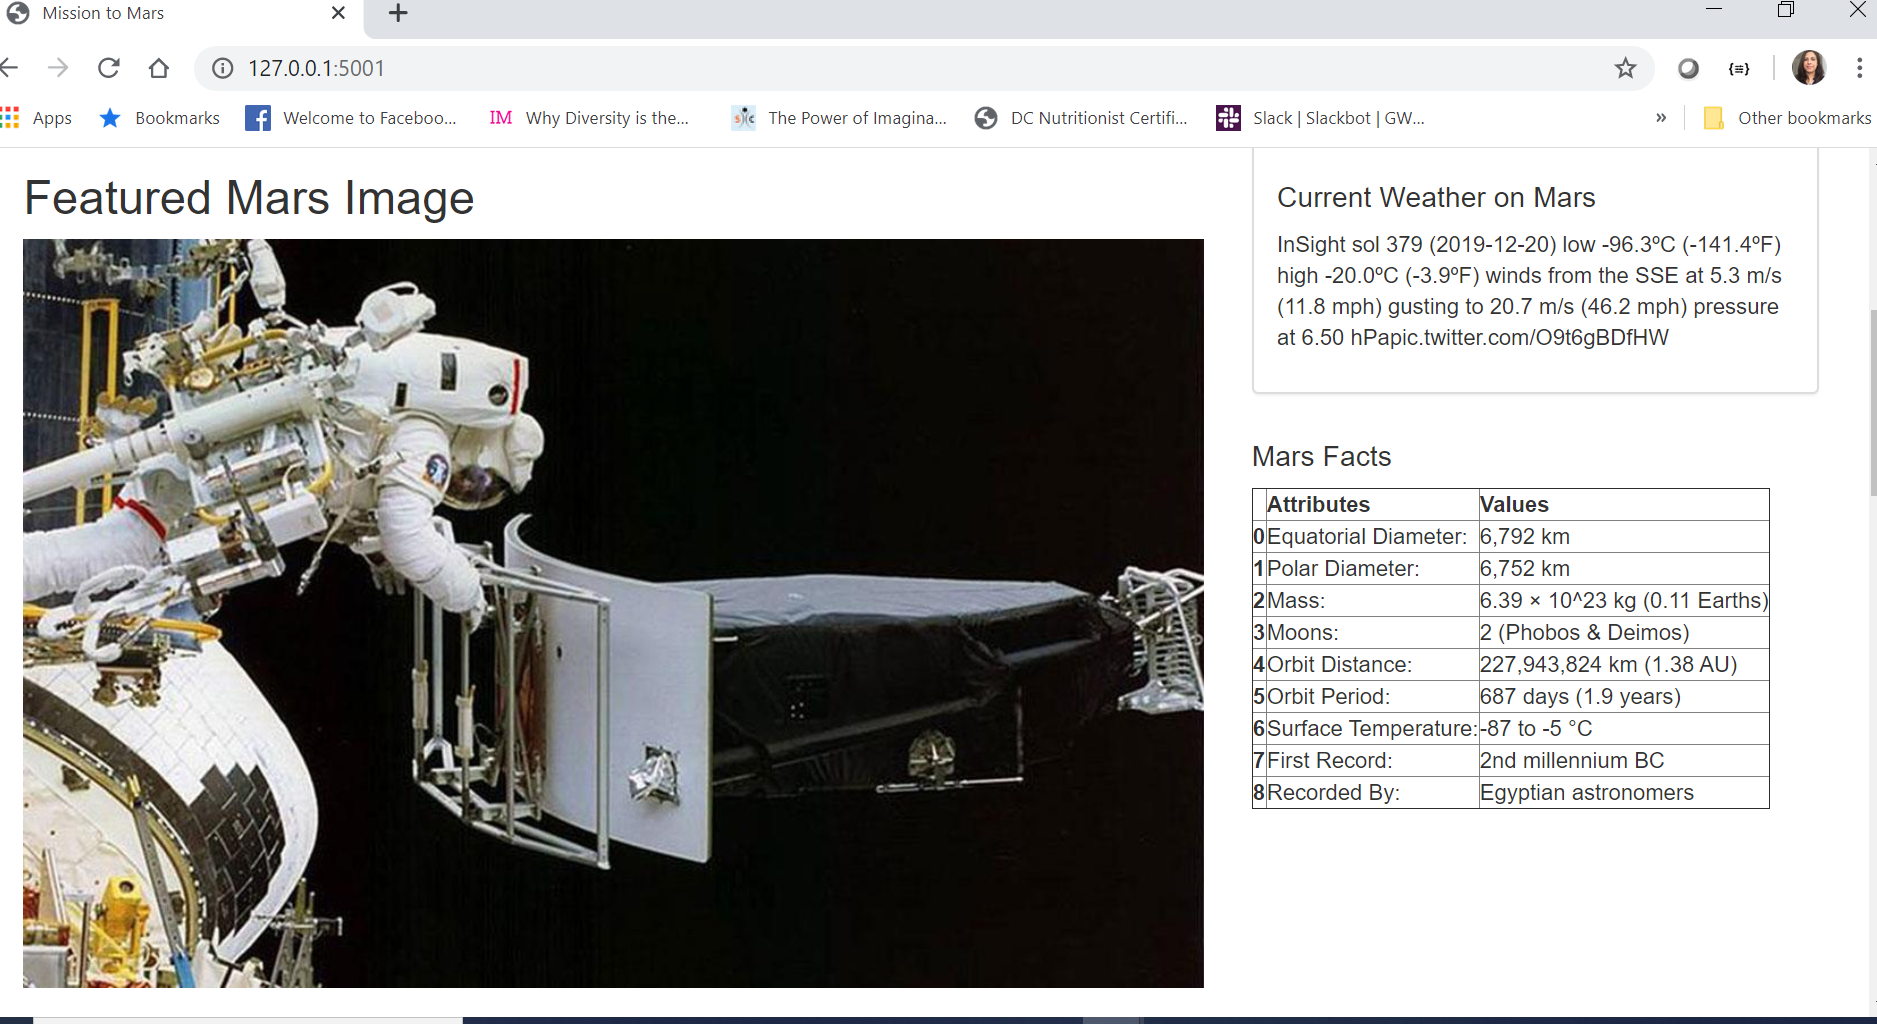 Mission to Mars
127.0.0.1:5001
Apps Bookmarks Welcome to Faceboo... IM Why Diversity is the... The Power of Imagina... DC Nutritionist Certifi... Slack | Slackbot | GW... » Other bookmarks
Featured Mars Image
Current Weather on Mars
InSight sol 379 (2019-12-20) low -96.3ºC (-141.4ºF)
high -20.0ºC (-3.9ºF) winds from the SSE at 5.3 m/s
(11.8 mph) gusting to 20.7 m/s (46.2 mph) pressure
at 6.50 hPapic.twitter.com/O9t6gBDfHW
Mars Facts
Attributes Values
0 Equatorial Diameter: 6,792 km
1 Polar Diameter: 6,752 km
2 Mass: 6.39 × 10^23 kg (0.11 Earths)
3 Moons: 2 (Phobos & Deimos)
4 Orbit Distance: 227,943,824 km (1.38 AU)
5 Orbit Period: 687 days (1.9 years)
6 Surface Temperature: -87 to -5 °C
7 First Record: 2nd millennium BC
8 Recorded By: Egyptian astronomers